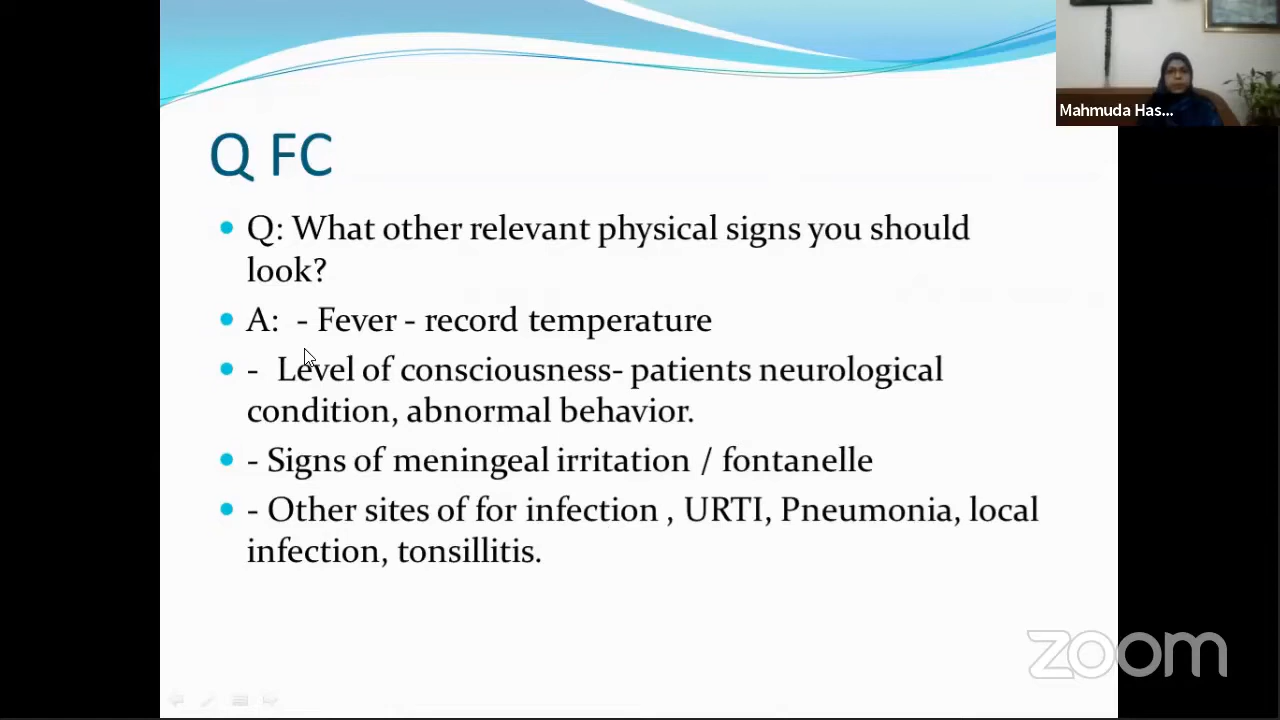 Mahmuda Has...
Q FC
Q: What other relevant physical signs you should
look?
A: - Fever - record temperature
- Level of consciousness- patients neurological
condition, abnormal behavior.
- Signs of meningeal irritation / fontanelle
- Other sites of for infection , URTI, Pneumonia, local
infection, tonsillitis.
zoom